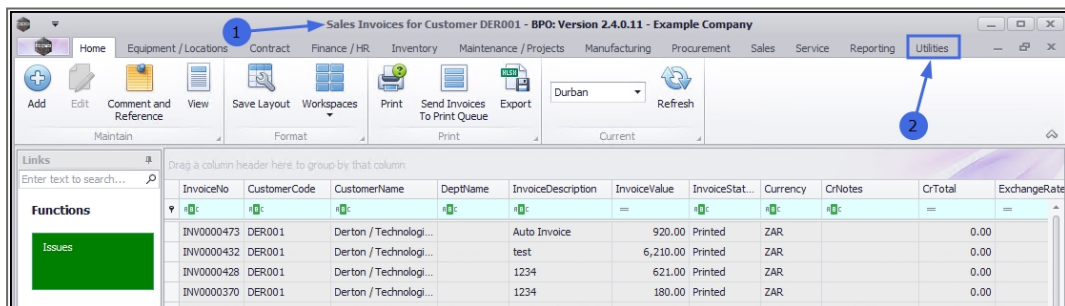 Sales Invoices for Customer DER001 - BPO: Version 2.4.0.11 - Example Company
1
Home Equipment / Locations Contract Finance / HR Inventory Maintenance / Projects Manufacturing Procurement Sales Service Reporting Utilities
2
Add Edit Comment and Reference View Save Layout Workspaces Print Send Invoices To Print Queue Export Durban Refresh
Maintain Format Print Current
Links
Drag a column header here to group by that column
Enter text to search...
InvoiceNo CustomerCode CustomerName DeptName InvoiceDescription InvoiceValue InvoiceStat... Currency CrNotes CrTotal ExchangeRate
Functions
Issues
INV0000473 DER001 Derton / Technologi... Auto Invoice 920.00 Printed ZAR 0.00
INV0000432 DER001 Derton / Technologi... test 6,210.00 Printed ZAR 0.00
INV0000428 DER001 Derton / Technologi... 1234 621.00 Printed ZAR 0.00
INV0000370 DER001 Derton / Technologi... 1234 180.00 Printed ZAR 0.00